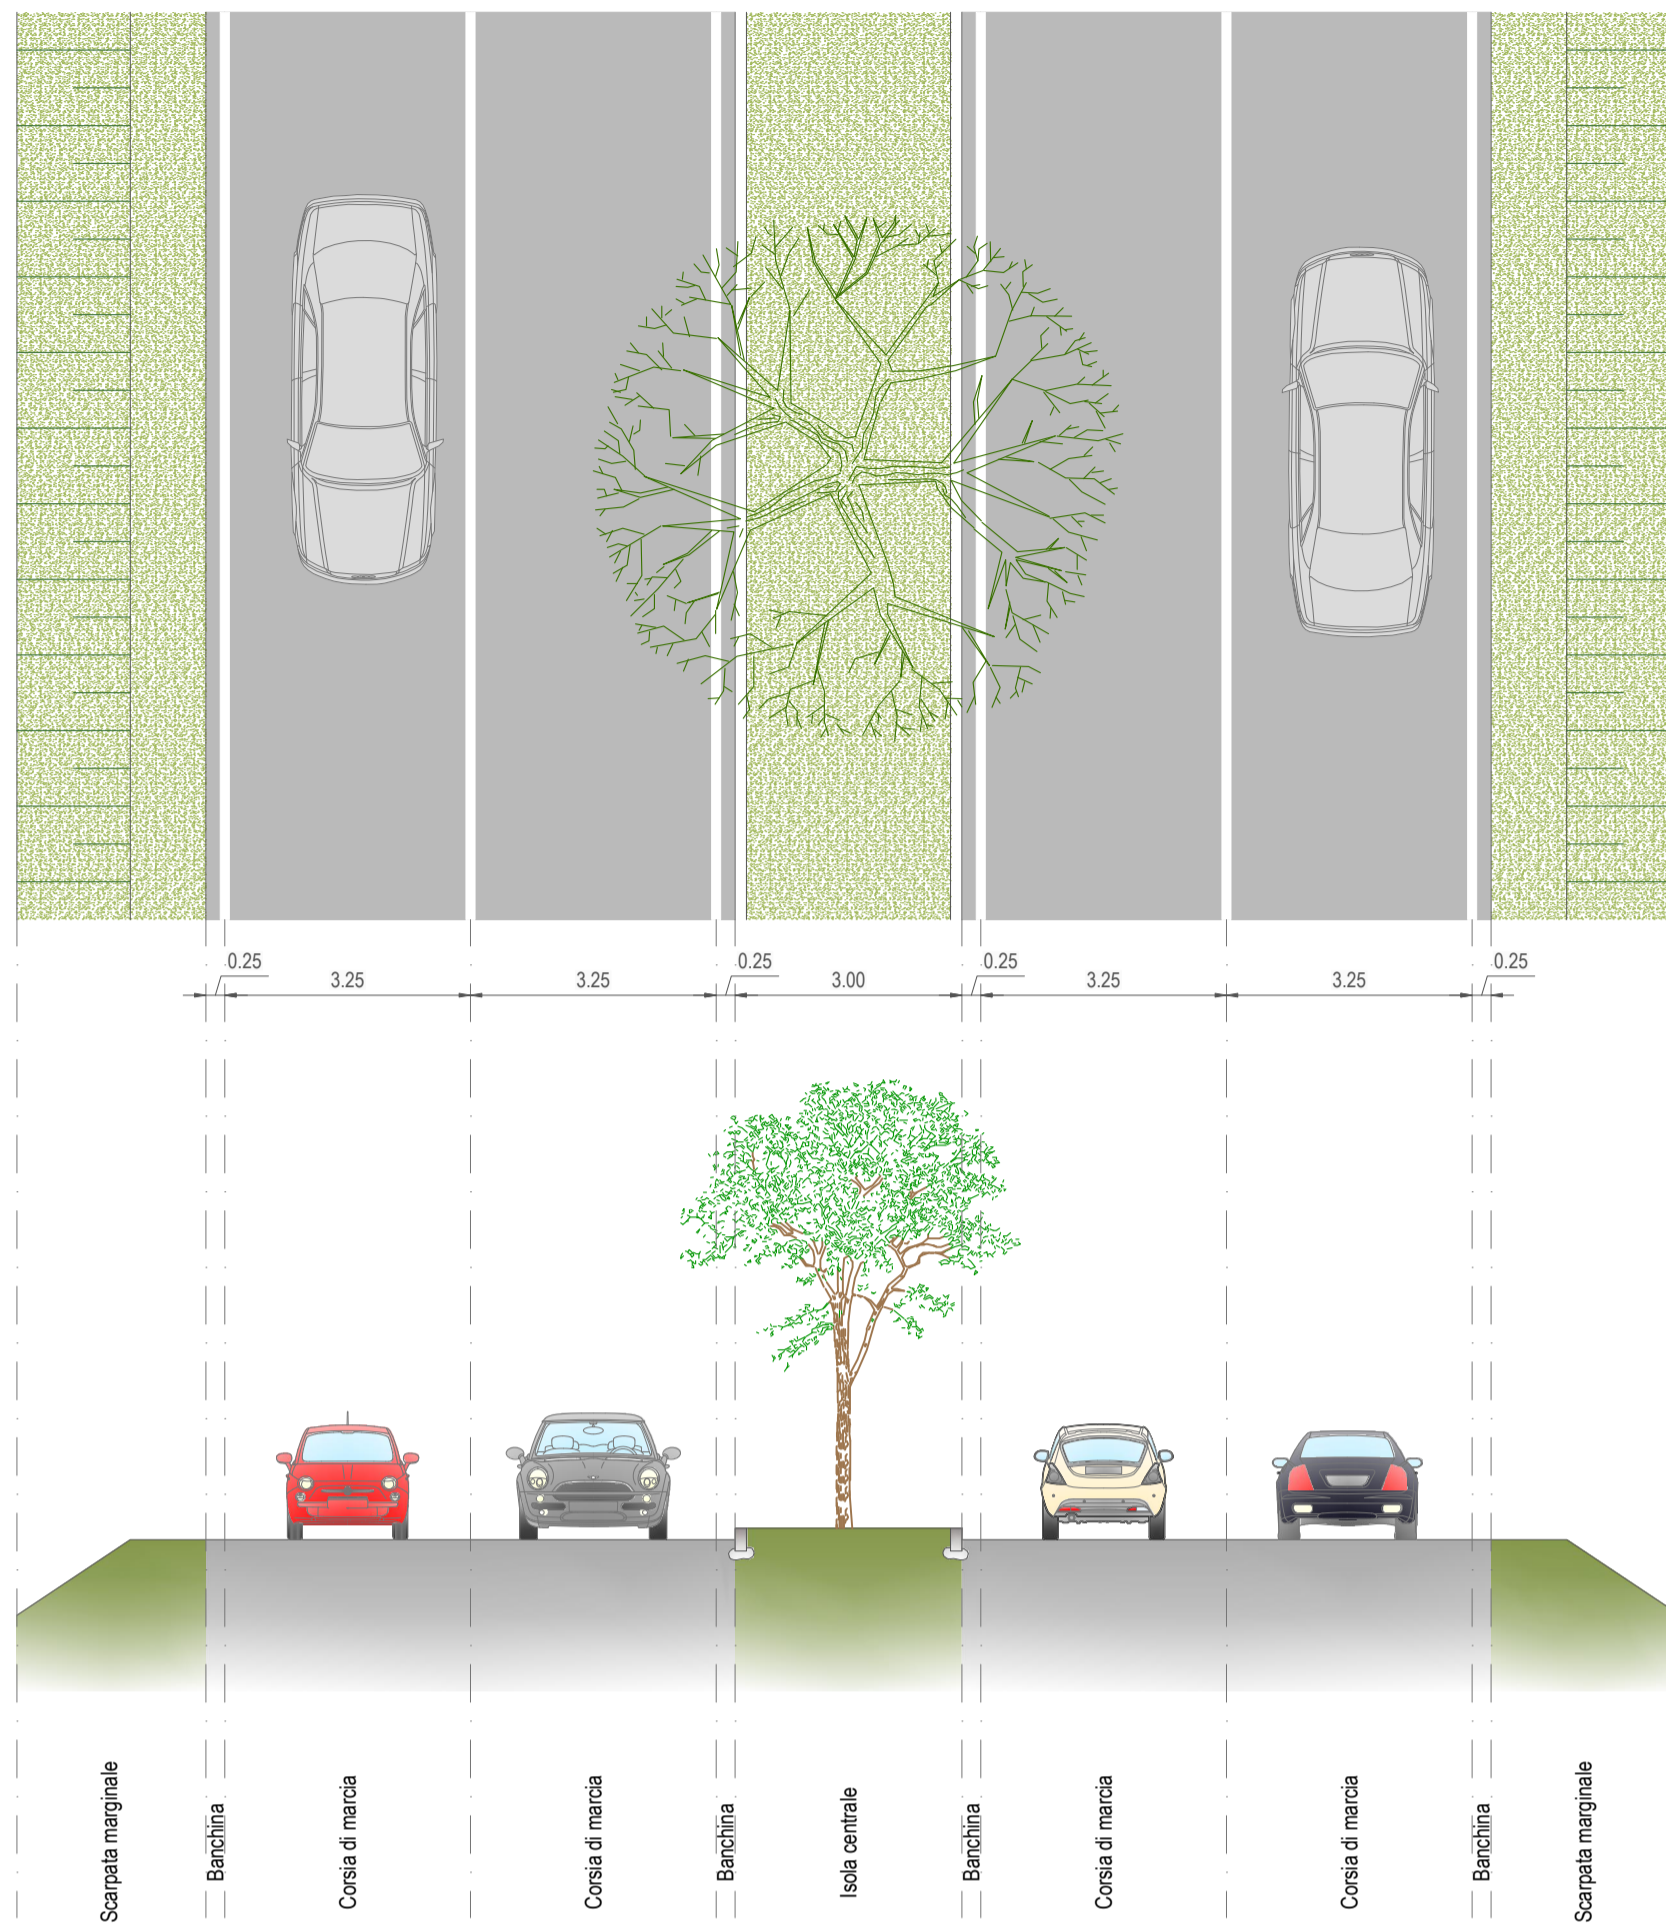 0.25
3.25
3.25
0.25
3.00
0.25
3.25
3.25
0.25
Scarpata marginale
Banchina
Corsia di marcia
Corsia di marcia
Banchina
Isola centrale
Banchina
Corsia di marcia
Corsia di marcia
Banchina
Scarpata marginale